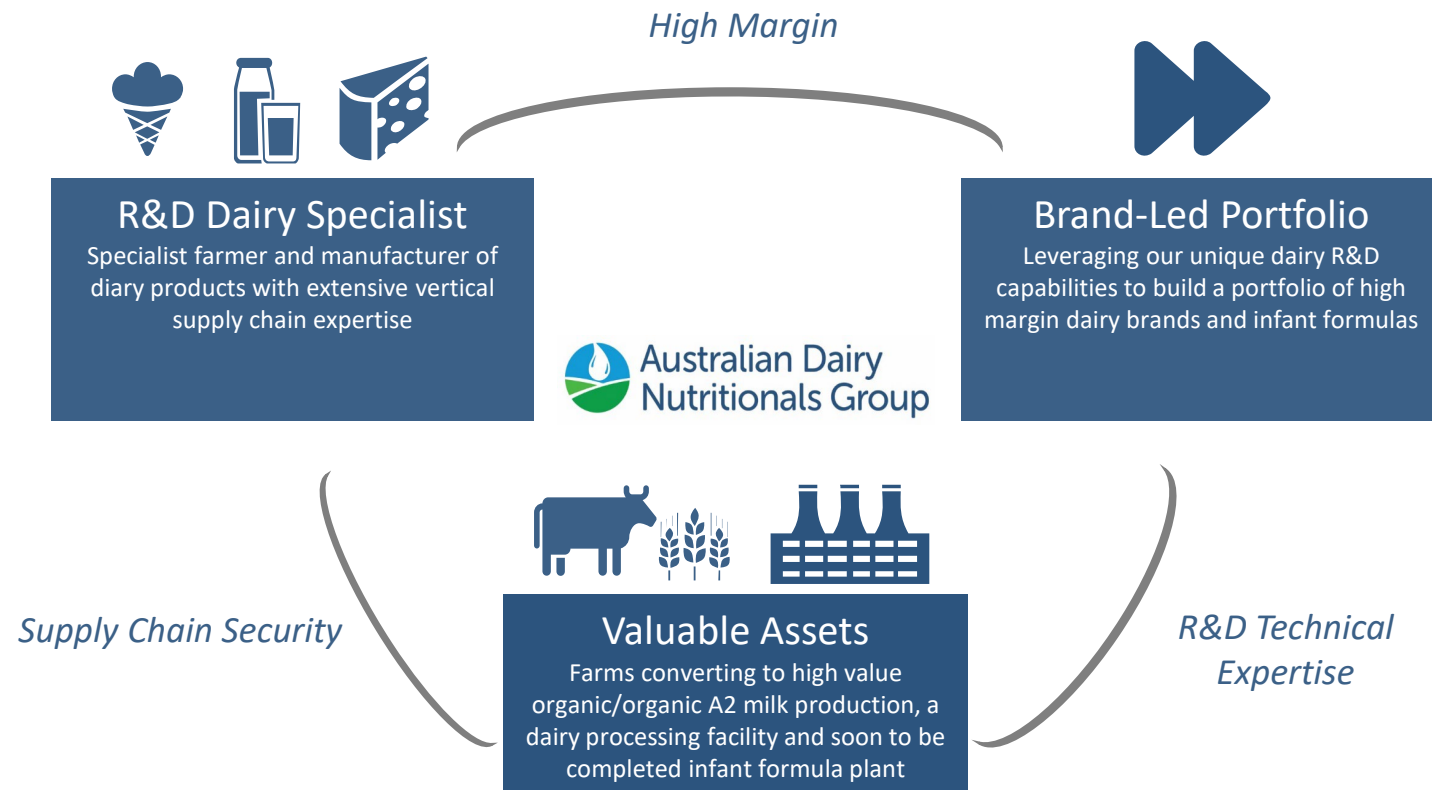 High Margin
R&D Dairy Specialist
Specialist farmer and manufacturer of
diary products with extensive vertical
supply chain expertise
Brand-Led Portfolio
Leveraging our unique dairy R&D
capabilities to build a portfolio of high
margin dairy brands and infant formulas
Australian Dairy
Nutritionals Group
Supply Chain Security
Valuable Assets
Farms converting to high value
organic/organic A2 milk production, a
dairy processing facility and soon to be
completed infant formula plant
R&D Technical
Expertise